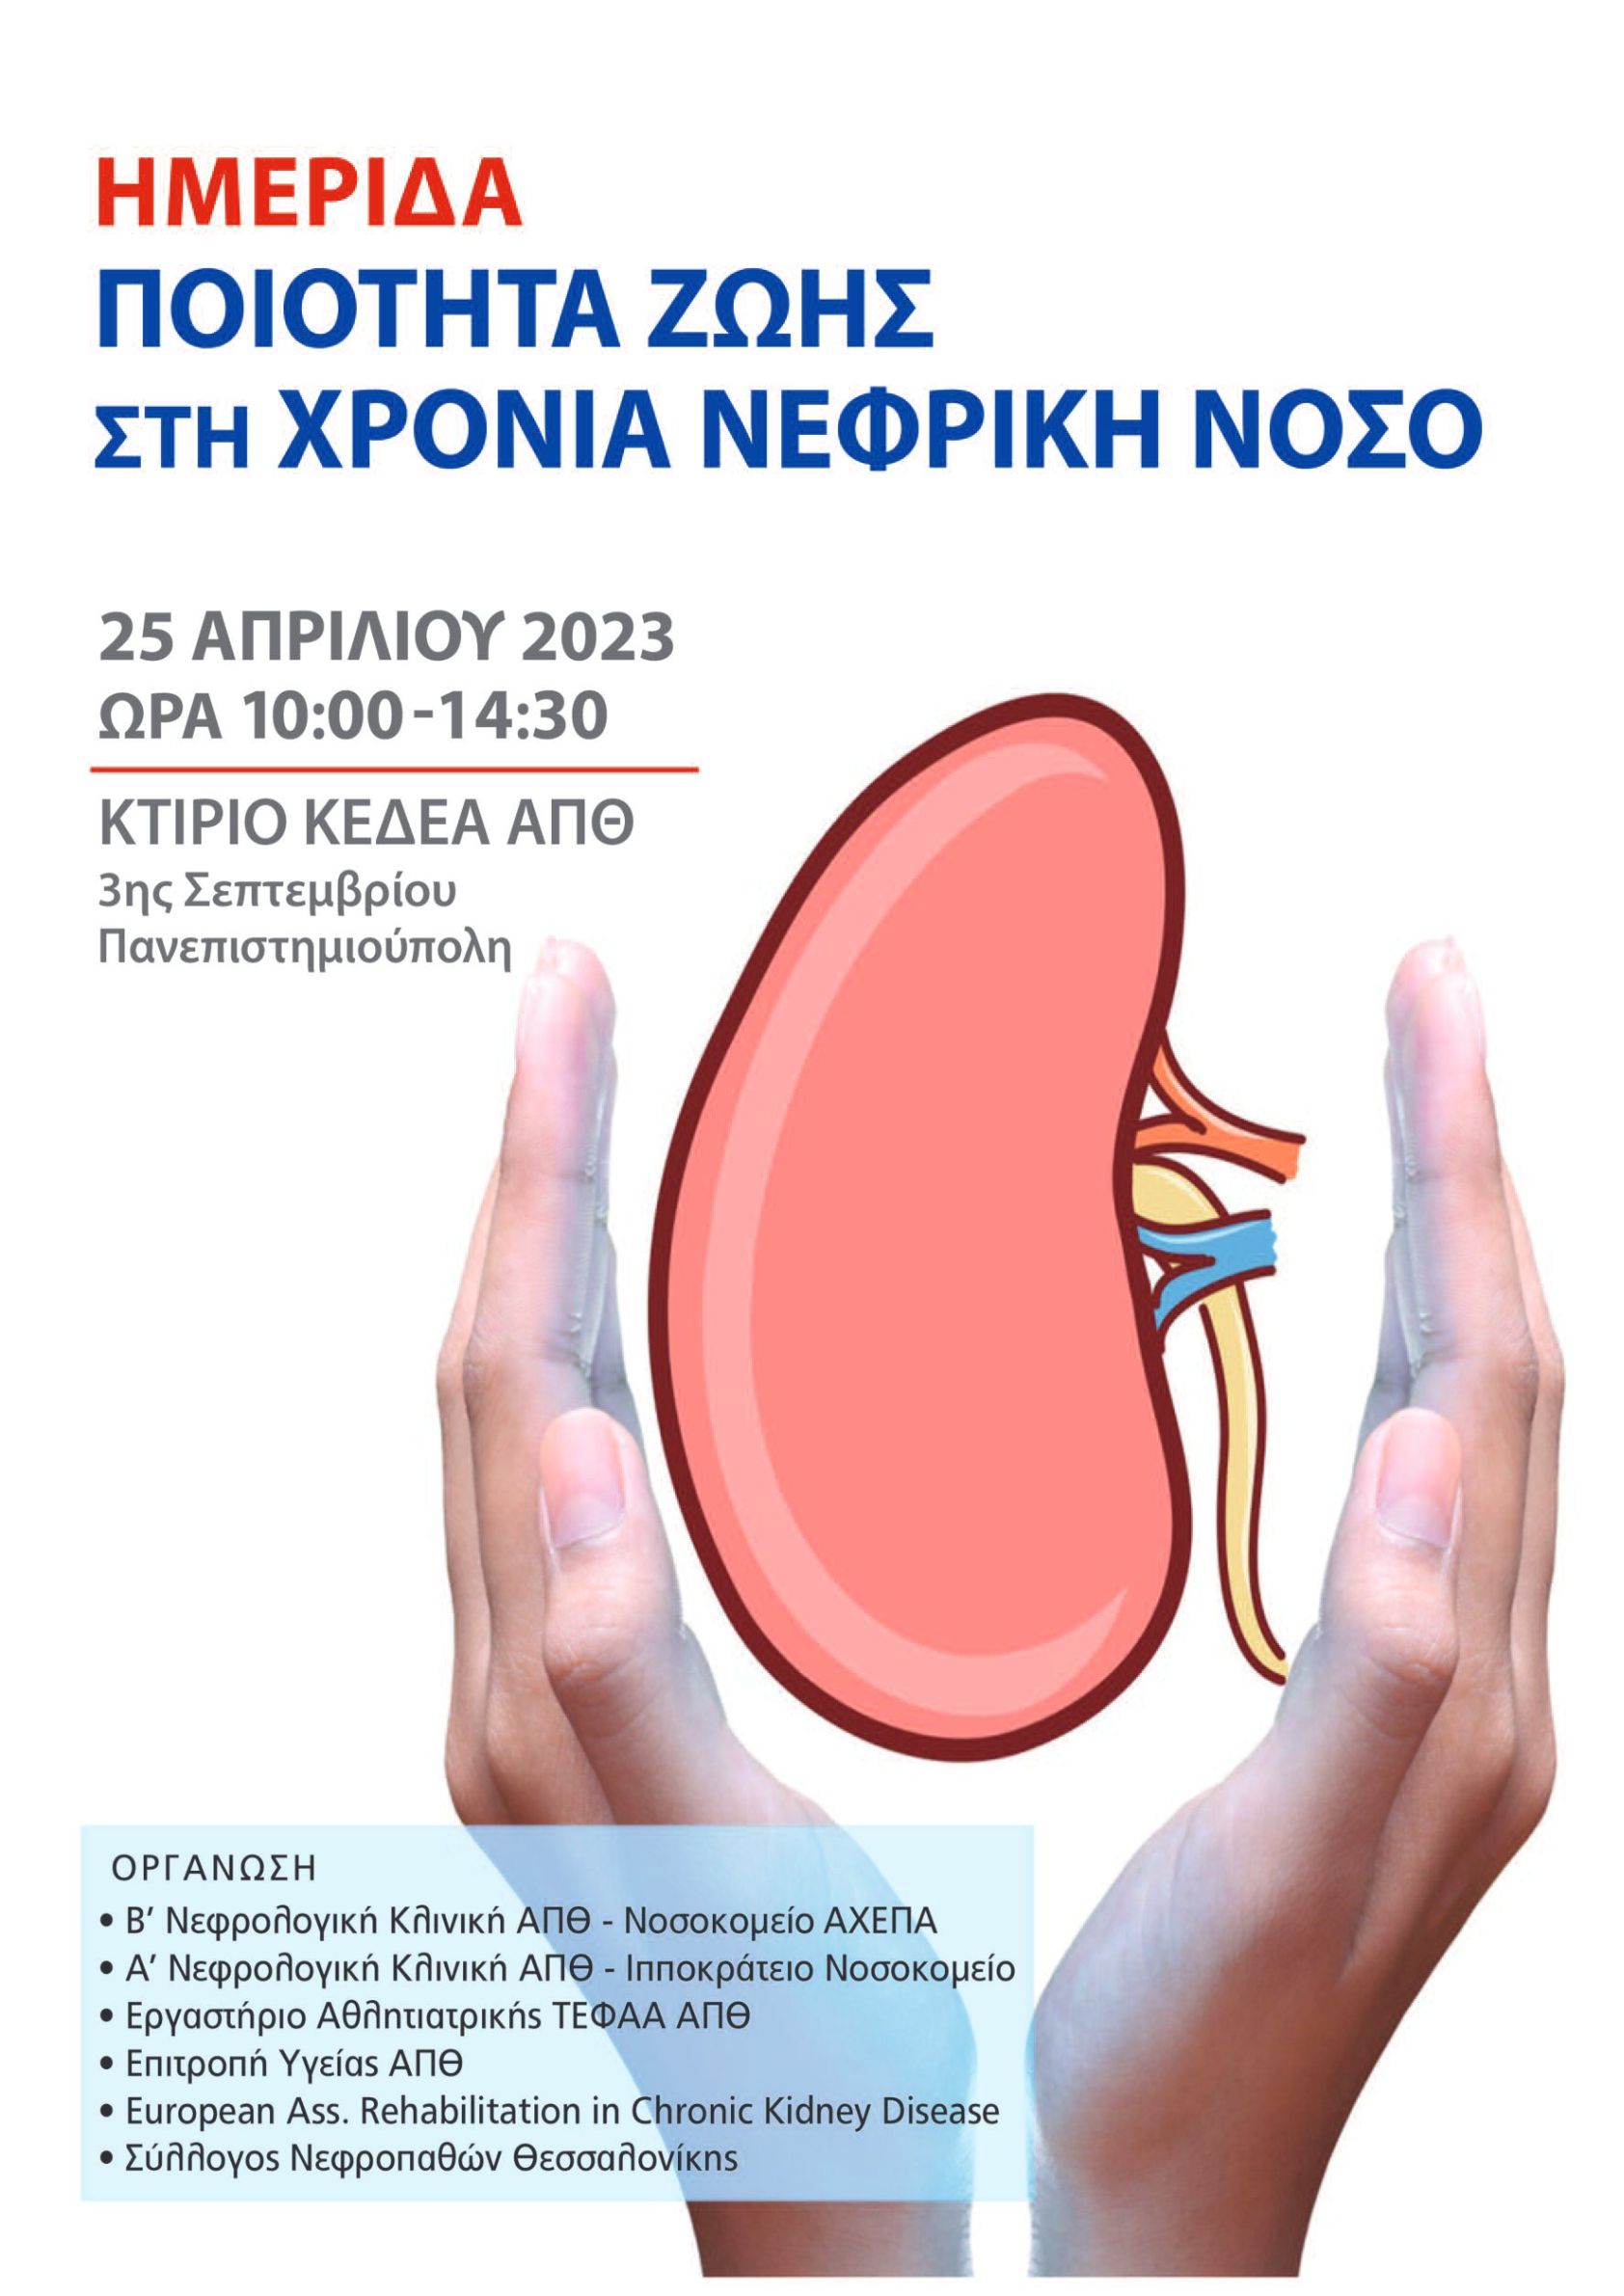 ΗΜΕΡΙΔΑ
ΠΟΙΟΤΗΤΑ ΖΩΗΣ
ΣΤΗ ΧΡΟΝΙΑ ΝΕΦΡΙΚΗ ΝΟΣΟ
25 ΑΠΡΙΛΙΟΥ 2023
ΩΡΑ 10:00-14:30
ΚΤΙΡΙΟ ΚΕΔΕΑ ΑΠΘ
3ης Σεπτεμβρίου
Πανεπιστημιούπολη
ΟΡΓΑΝΩΣΗ
• Β’ Νεφρολογική Κλινική ΑΠΘ - Νοσοκομείο ΑΧΕΠΑ
• Α’ Νεφρολογική Κλινική ΑΠΘ - Ιπποκράτειο Νοσοκομείο
• Εργαστήριο Αθλητιατρικής ΤΕΦΑΑ ΑΠΘ
• Επιτροπή Υγείας ΑΠΘ
• European Ass. Rehabilitation in Chronic Kidney Disease
• Σύλλογος Νεφροπαθών Θεσσαλονίκης